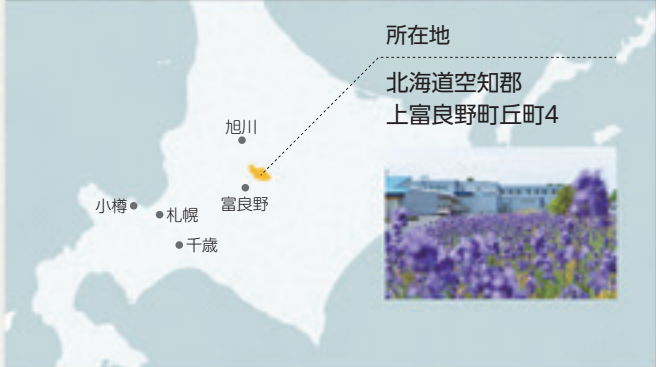 所在地
北海道空知郡
上富良野町丘町4
旭川
富良野
小樽
札幌
千歳